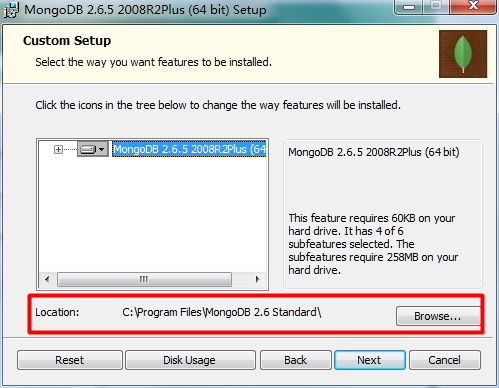 MongoDB 2.6.5 2008R2Plus (64 bit) Setup
Custom Setup
Select the way you want features to be installed.
Click the icons in the tree below to change the way features will be installed.
MongoDB 2.6.5 2008R2Plus (64
MongoDB 2.6.5 2008R2Plus (64 bit)
This feature requires 60KB on your
hard drive. It has 4 of 6
subfeatures selected. The
subfeatures require 258MB on your
hard drive.
Location:
C:\Program Files\MongoDB 2.6 Standard\
Browse...
Reset
Disk Usage
Back
Next
Cancel